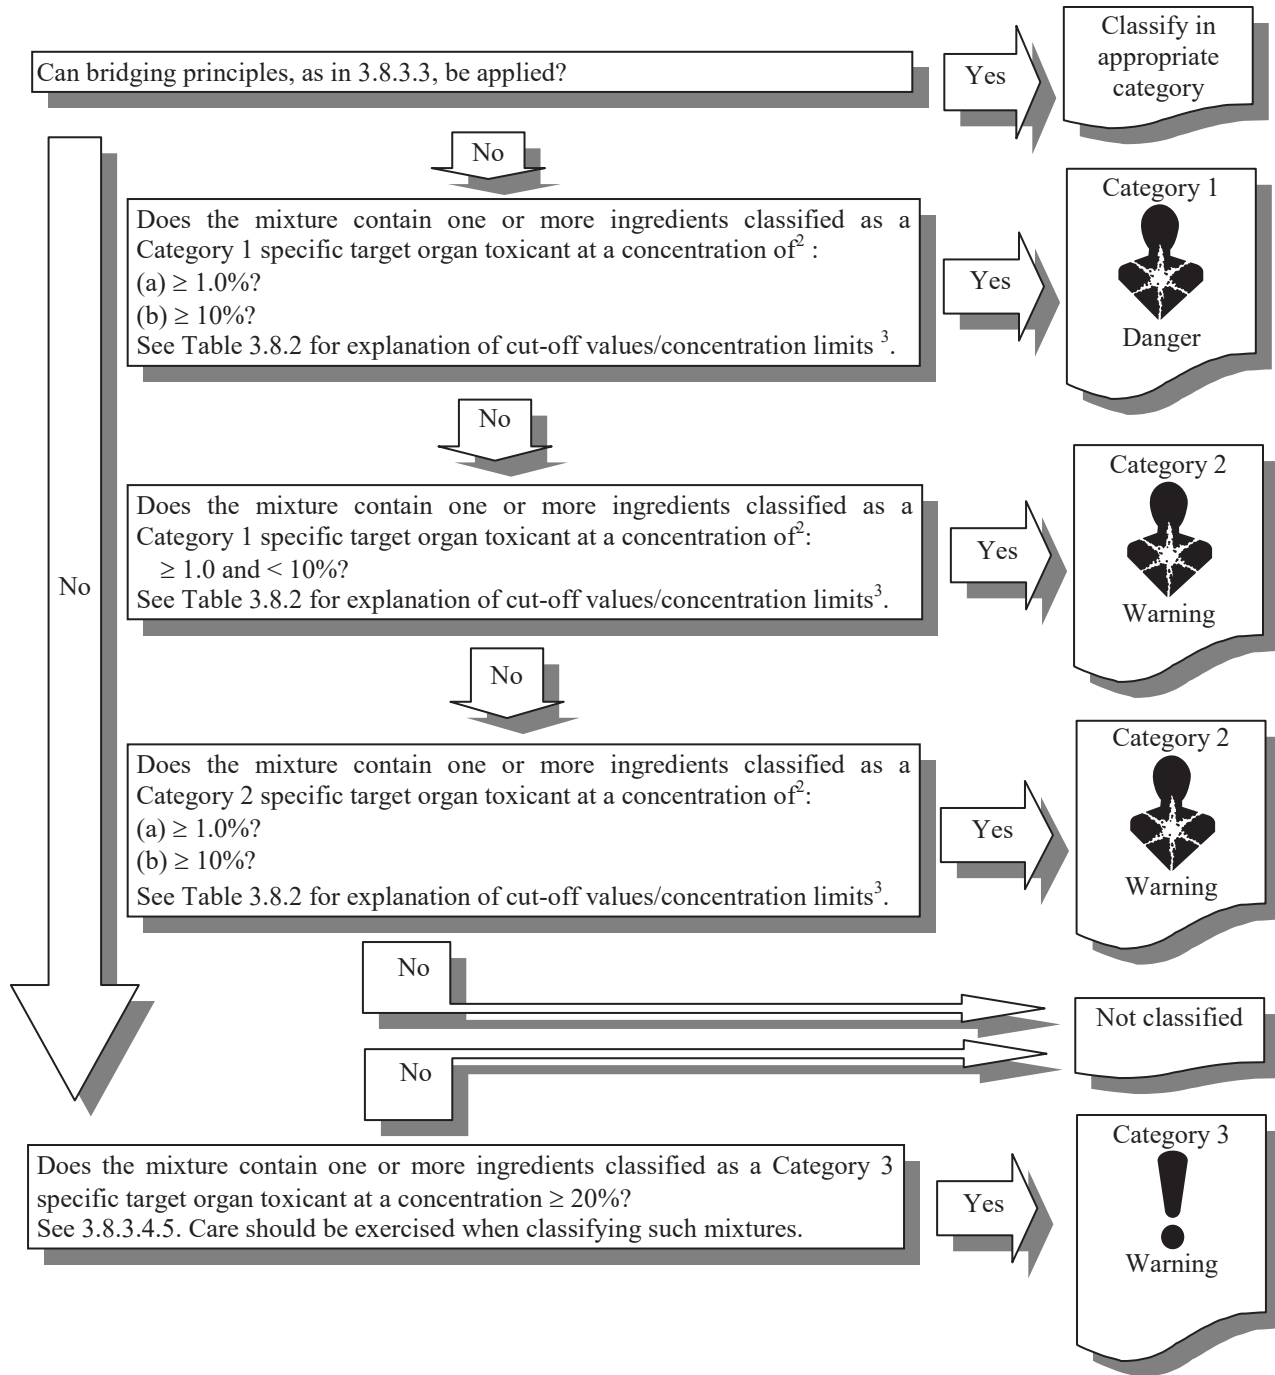 Can bridging principles, as in 3.8.3.3, be applied?
Yes
Classify in
appropriate
category
No
No
Does the mixture contain one or more ingredients classified as a
Category 1 specific target organ toxicant at a concentration of² :
(a) ≥ 1.0%?
(b) ≥ 10%?
See Table 3.8.2 for explanation of cut-off values/concentration limits ³.
Yes
Category 1
Danger
No
Does the mixture contain one or more ingredients classified as a
Category 1 specific target organ toxicant at a concentration of²:
≥ 1.0 and < 10%?
See Table 3.8.2 for explanation of cut-off values/concentration limits³.
Yes
Category 2
Warning
No
Does the mixture contain one or more ingredients classified as a
Category 2 specific target organ toxicant at a concentration of²:
(a) ≥ 1.0%?
(b) ≥ 10%?
See Table 3.8.2 for explanation of cut-off values/concentration limits³.
Yes
Category 2
Warning
No
Not classified
No
Does the mixture contain one or more ingredients classified as a Category 3
specific target organ toxicant at a concentration ≥ 20%?
See 3.8.3.4.5. Care should be exercised when classifying such mixtures.
Yes
Category 3
Warning